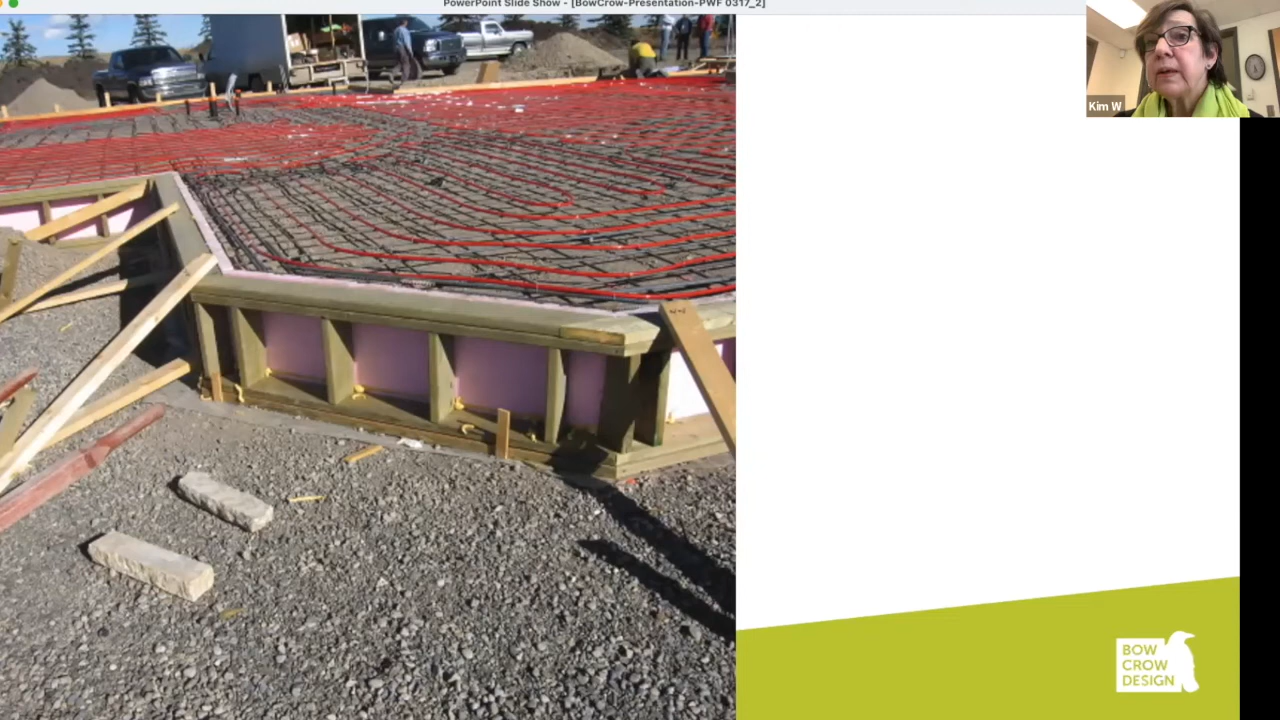 PowerPoint Slide Show - [BowCrow-Presentation-PWF 0317_2]
Kim W
BOW
CROW
DESIGN